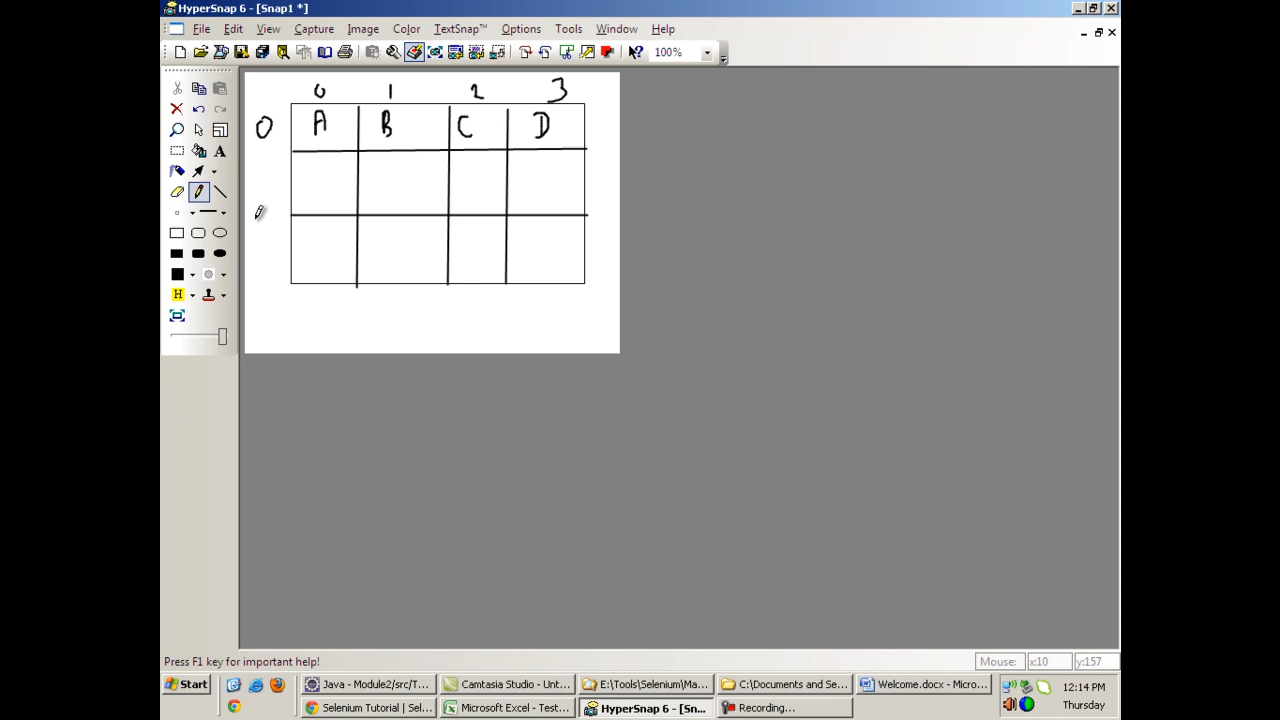 HyperSnap 6 - [Snap1 *]
File Edit View Capture Image Color TextSnap™ Options Tools Window Help
100%
0 1 2 3
0 A B C D
H
Press F1 key for important help!
Mouse: x:10 y:157
Start Java - Module2/src/T... Camtasia Studio - Unt... E:\Tools\Selenium\Ma... C:\Documents and Se... Welcome.docx - Micro... 12:14 PM
Selenium Tutorial | Sel... Microsoft Excel - Test... HyperSnap 6 - [Sn... Recording... Thursday